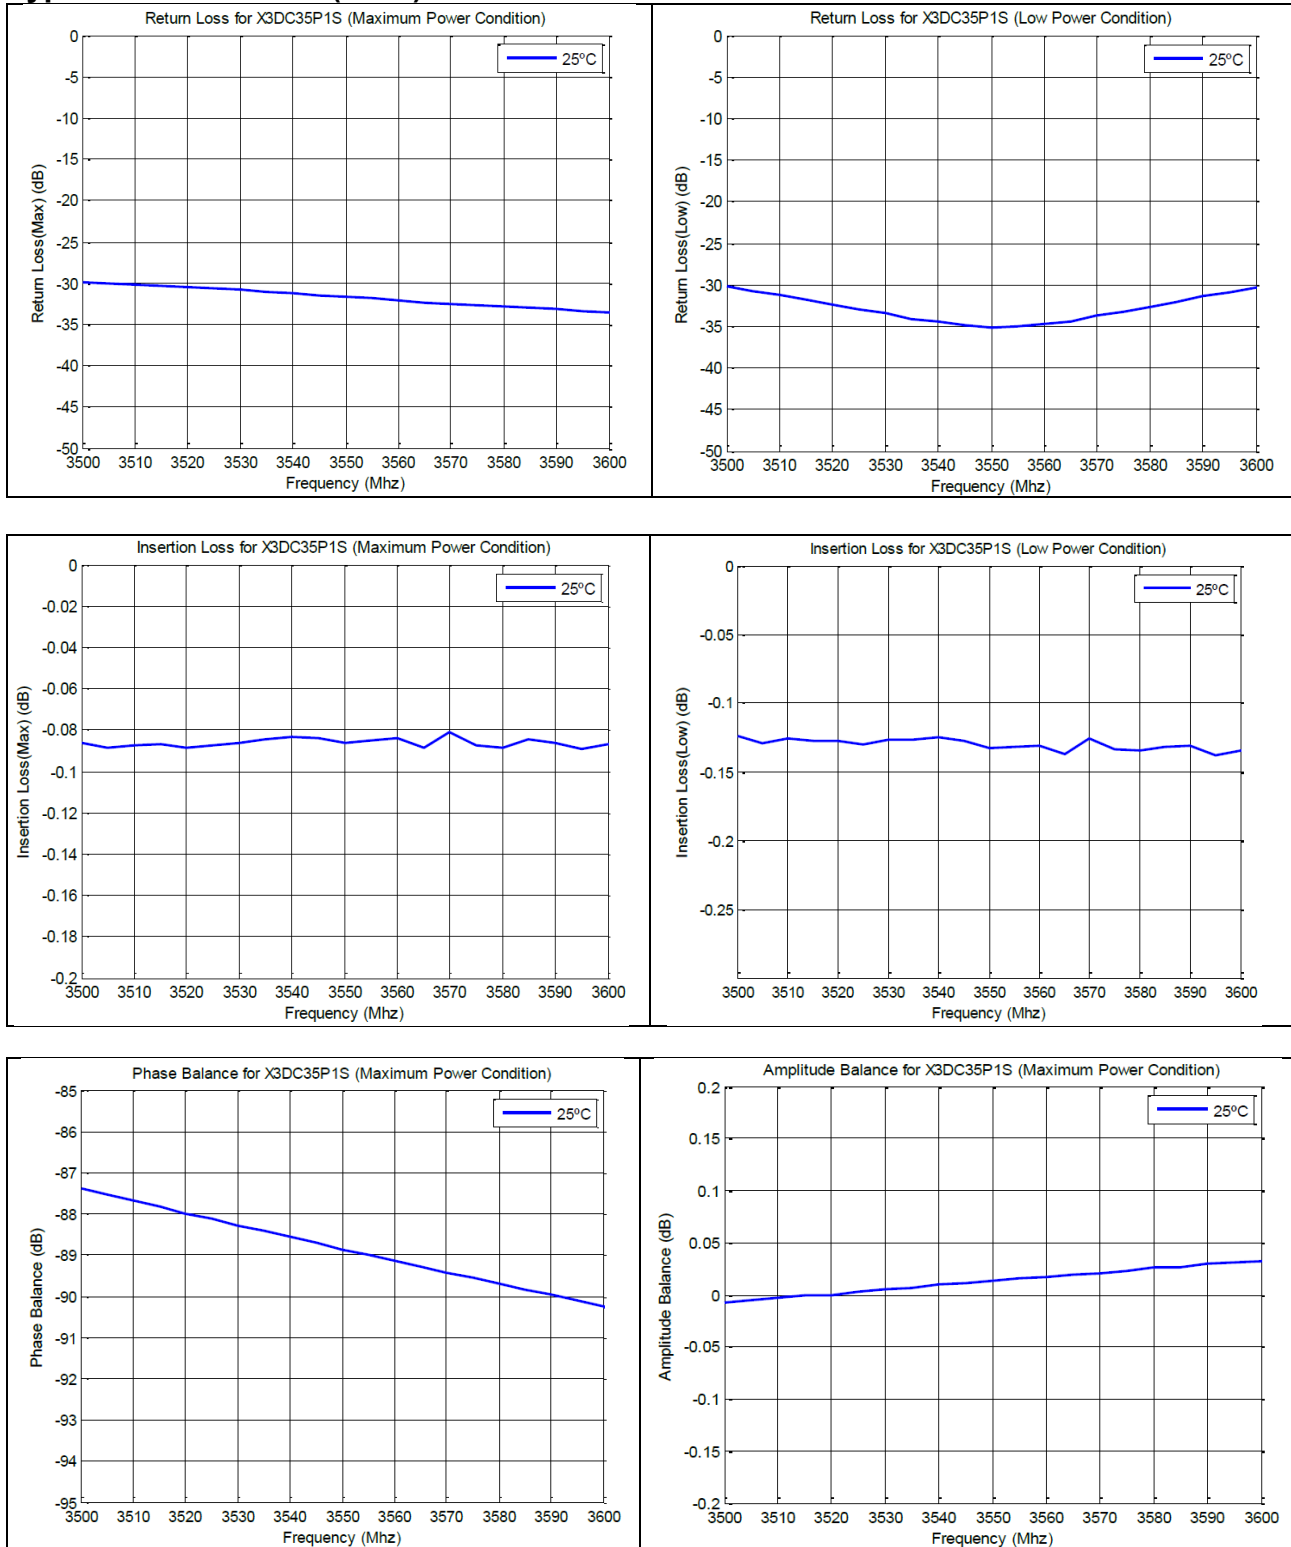 Return Loss for X3DC35P1S (Maximum Power Condition)
25ºC
Return Loss(Max) (dB)
0
-5
-10
-15
-20
-25
-30
-35
-40
-45
-50
3500 3510 3520 3530 3540 3550 3560 3570 3580 3590 3600
Frequency (Mhz)
Return Loss for X3DC35P1S (Low Power Condition)
25ºC
Return Loss(Low) (dB)
0
-5
-10
-15
-20
-25
-30
-35
-40
-45
-50
3500 3510 3520 3530 3540 3550 3560 3570 3580 3590 3600
Frequency (Mhz)
Insertion Loss for X3DC35P1S (Maximum Power Condition)
25ºC
Insertion Loss(Max) (dB)
0
-0.02
-0.04
-0.06
-0.08
-0.1
-0.12
-0.14
-0.16
-0.18
-0.2
3500 3510 3520 3530 3540 3550 3560 3570 3580 3590 3600
Frequency (Mhz)
Insertion Loss for X3DC35P1S (Low Power Condition)
25ºC
Insertion Loss(Low) (dB)
0
-0.05
-0.1
-0.15
-0.2
-0.25
3500 3510 3520 3530 3540 3550 3560 3570 3580 3590 3600
Frequency (Mhz)
Phase Balance for X3DC35P1S (Maximum Power Condition)
25ºC
Phase Balance (dB)
-85
-86
-87
-88
-89
-90
-91
-92
-93
-94
-95
3500 3510 3520 3530 3540 3550 3560 3570 3580 3590 3600
Frequency (Mhz)
Amplitude Balance for X3DC35P1S (Maximum Power Condition)
25ºC
Amplitude Balance (dB)
0.2
0.15
0.1
0.05
0
-0.05
-0.1
-0.15
-0.2
3500 3510 3520 3530 3540 3550 3560 3570 3580 3590 3600
Frequency (Mhz)